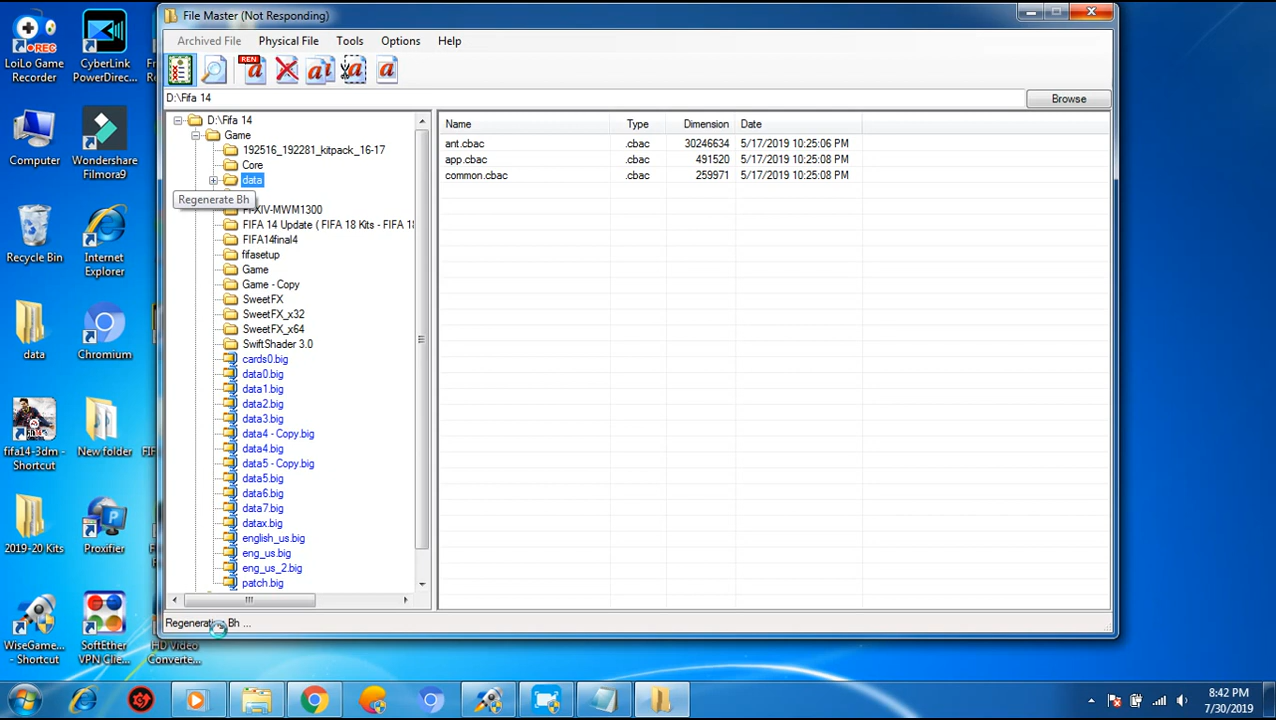 LoiLo Game
Recorder
CyberLink
PowerDirec...
Computer
Wondershare
Filmora9
Recycle Bin
Internet
Explorer
data
Chromium
fifa14-3dm -
Shortcut
New folder
2019-20 Kits
Proxifier
WiseGame...
- Shortcut
SoftEther
VPN Clie...
HD Video
Converte...
File Master (Not Responding)
Archived File Physical File Tools Options Help
REN
D:\Fifa 14
Browse
D:\Fifa 14
Game
192516_192281_kitpack_16-17
Core
data
Regenerate Bh
FFXIV-MWM1300
FIFA 14 Update ( FIFA 18 Kits - FIFA 18
FIFA14final4
fifasetup
Game
Game - Copy
SweetFX
SweetFX_x32
SweetFX_x64
SwiftShader 3.0
cards0.big
data0.big
data1.big
data2.big
data3.big
data4 - Copy.big
data4.big
data5 - Copy.big
data5.big
data6.big
data7.big
datax.big
english_us.big
eng_us.big
eng_us_2.big
patch.big
Name Type Dimension Date
ant.cbac .cbac 30246634 5/17/2019 10:25:06 PM
app.cbac .cbac 491520 5/17/2019 10:25:08 PM
common.cbac .cbac 259971 5/17/2019 10:25:08 PM
Bh ...
8:42 PM
7/30/2019